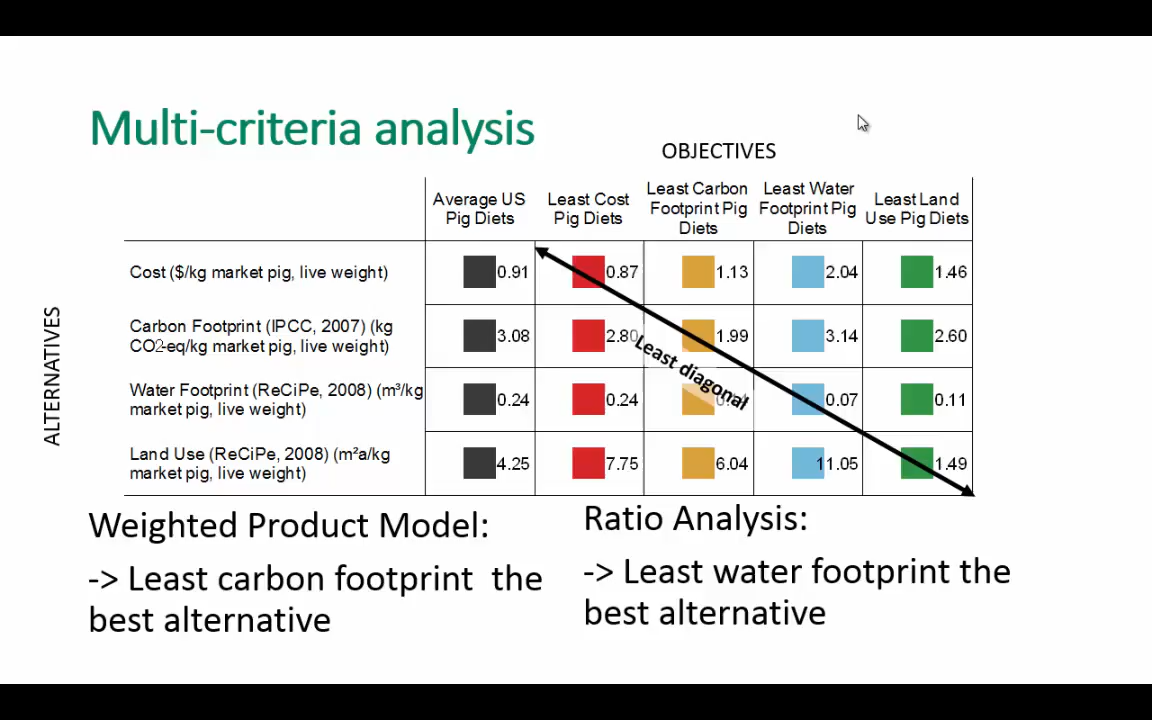 Multi-criteria analysis
OBJECTIVES
ALTERNATIVES
Average US
Pig Diets
Least Cost
Pig Diets
Least Carbon
Footprint Pig
Diets
Least Water
Footprint Pig
Diets
Least Land
Use Pig Diets
Cost ($/kg market pig, live weight)
0.91
0.87
1.13
2.04
1.46
Carbon Footprint (IPCC, 2007) (kg
CO2-eq/kg market pig, live weight)
3.08
2.80
1.99
3.14
2.60
Least diagonal
Water Footprint (ReCiPe, 2008) (m³/kg
market pig, live weight)
0.24
0.24
0.07
0.11
Land Use (ReCiPe, 2008) (m²a/kg
market pig, live weight)
4.25
7.75
6.04
11.05
1.49
Weighted Product Model:
-> Least carbon footprint the
best alternative
Ratio Analysis:
-> Least water footprint the
best alternative